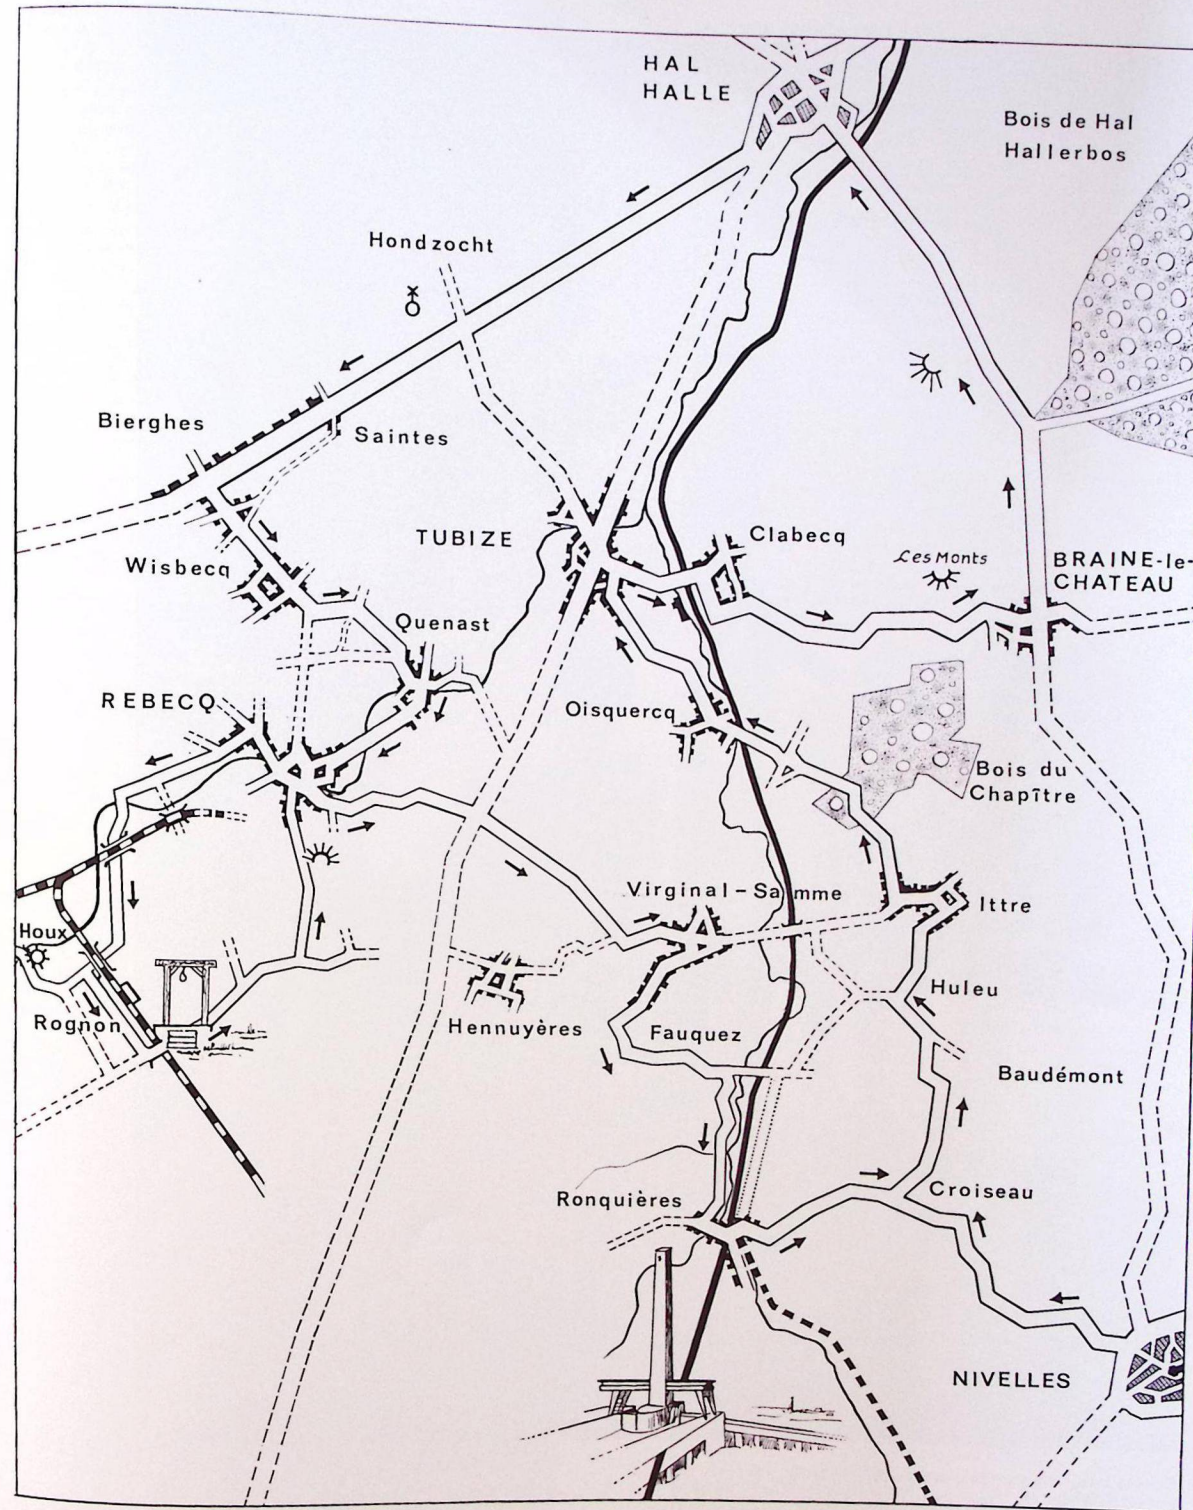 HAL
HALLE
Bois de Hal
Hallerbos
Hondzocht
Bierghes
Saintes
TUBIZE
Clabecq
Les Monts
BRAINE-le-
CHATEAU
Wisbecq
Quenast
REBECQ
Oisquercq
Bois du
Chapître
Virginal-Samme
Ittre
Houx
Huleu
Rognon
Hennuyères
Fauquez
Baudémont
Ronquières
Croiseau
NIVELLES